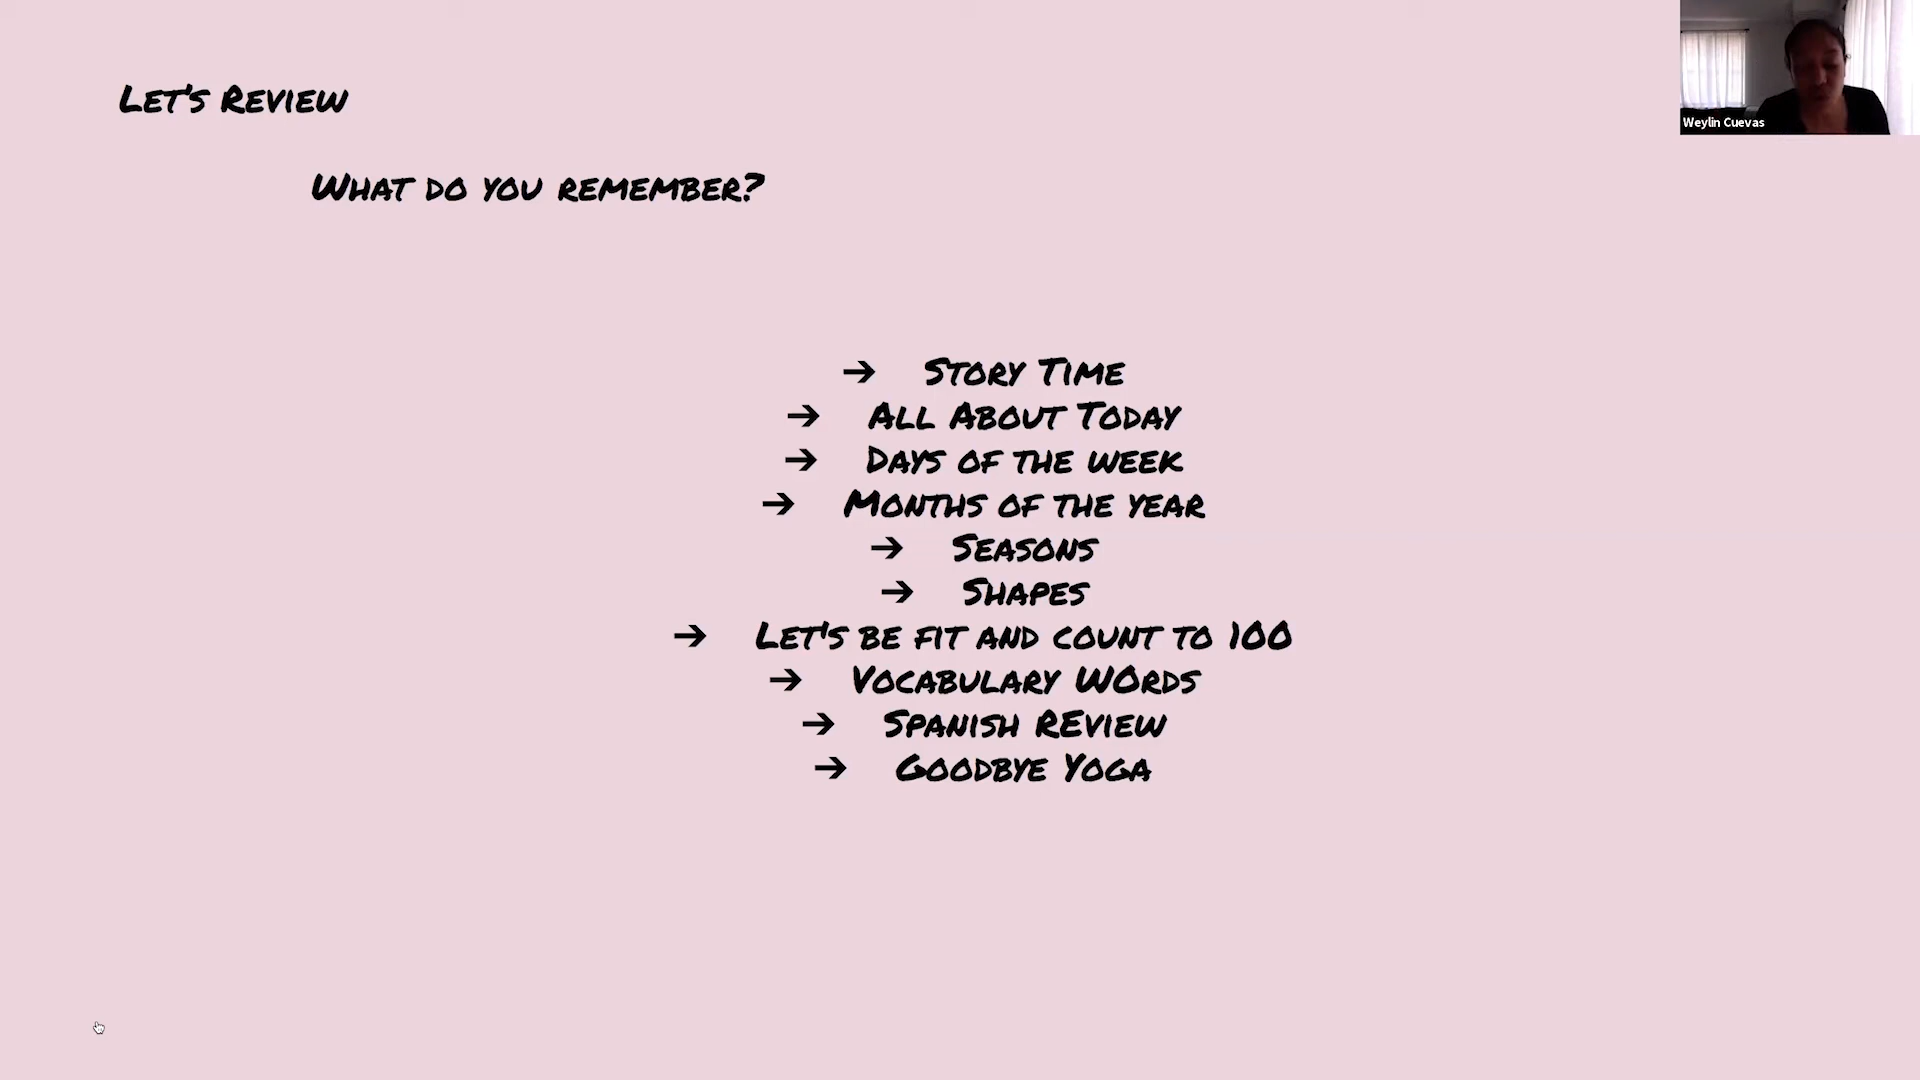 Let's Review
What do you remember?
➔ Story Time
➔ All About Today
➔ Days of the week
➔ Months of the year
➔ Seasons
➔ Shapes
➔ Let's be fit and count to 100
➔ Vocabulary WOrds
➔ Spanish REview
➔ Goodbye Yoga
Weylin Cuevas